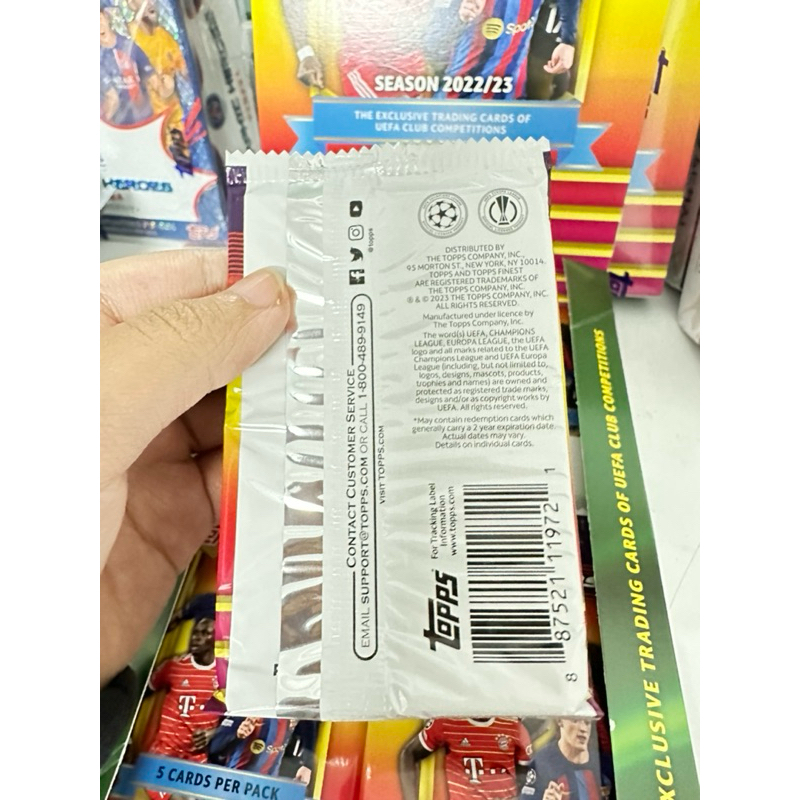 Spot
SEASON 2022/23
THE EXCLUSIVE TRADING CARDS OF
UEFA CLUB COMPETITIONS
HEROES
topps
@topps
DISTRIBUTED BY
THE TOPPS COMPANY, INC.,
95 MORTON ST., NEW YORK, NY 10014.
TOPPS AND TOPPS FINEST
ARE REGISTERED TRADEMARKS OF
THE TOPPS COMPANY, INC.
® & © 2023 THE TOPPS COMPANY, INC.
ALL RIGHTS RESERVED.
Manufactured under licence by
The Topps Company, Inc.
The word(s) UEFA, CHAMPIONS
LEAGUE, EUROPA LEAGUE, the UEFA
logo and all marks related to the UEFA
Champions League and UEFA Europa
League (including, but not limited to,
logos, designs, mascots, products,
trophies and names) are owned and
protected as registered trade marks,
designs and/or as copyright works by
UEFA. All rights reserved.
*May contain redemption cards which
generally carry a 2 year expiration date.
Actual dates may vary.
Details on individual cards.
CONTACT CUSTOMER SERVICE
EMAIL SUPPORT@TOPPS.COM OR CALL 1-800-489-9149
VISIT TOPPS.COM
topps
For Tracking Label
Information
www.topps.com
8 87521 11972 1
XCLUSIVE TRADING CARDS OF UEFA CLUB COMPETITIONS
T
Spot
5 CARDS PER PACK
T